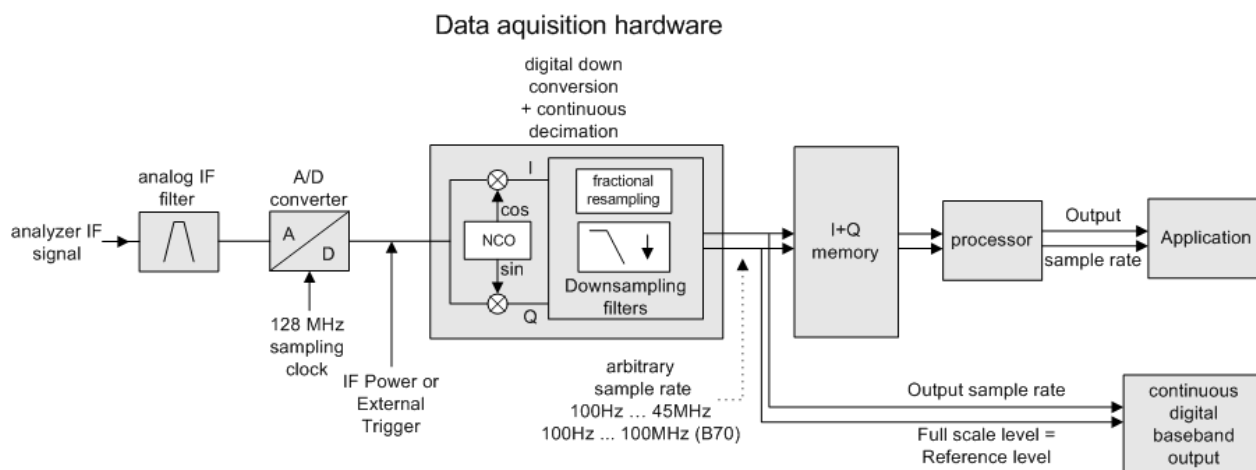 Data aquisition hardware
digital down
conversion
+ continuous
decimation
analog IF
filter
A/D
converter
analyzer IF
signal
A
D
128 MHz
sampling
clock
IF Power or
External
Trigger
I
cos
NCO
sin
Q
fractional
resampling
Downsampling
filters
arbitrary
sample rate
100Hz ... 45MHz
100Hz ... 100MHz (B70)
I+Q
memory
processor
Output
sample rate
Application
Output sample rate
Full scale level =
Reference level
continuous
digital
baseband
output